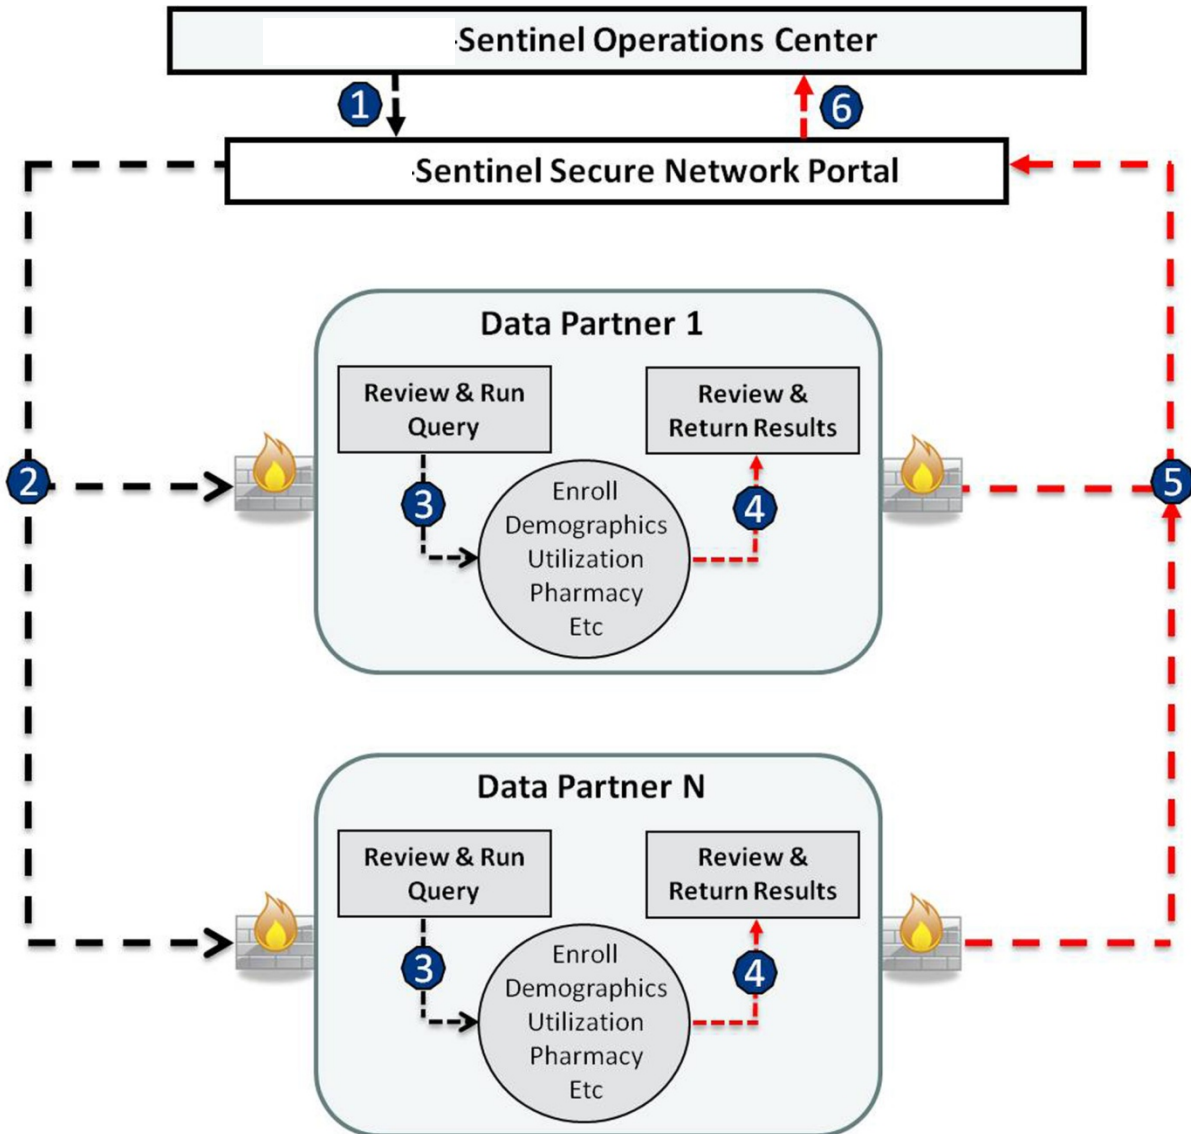 -Sentinel Operations Center
1
6
-Sentinel Secure Network Portal
Data Partner 1
Review & Run
Query
Review &
Return Results
2
3
Enroll
Demographics
Utilization
Pharmacy
Etc
4
5
Data Partner N
Review & Run
Query
Review &
Return Results
3
Enroll
Demographics
Utilization
Pharmacy
Etc
4